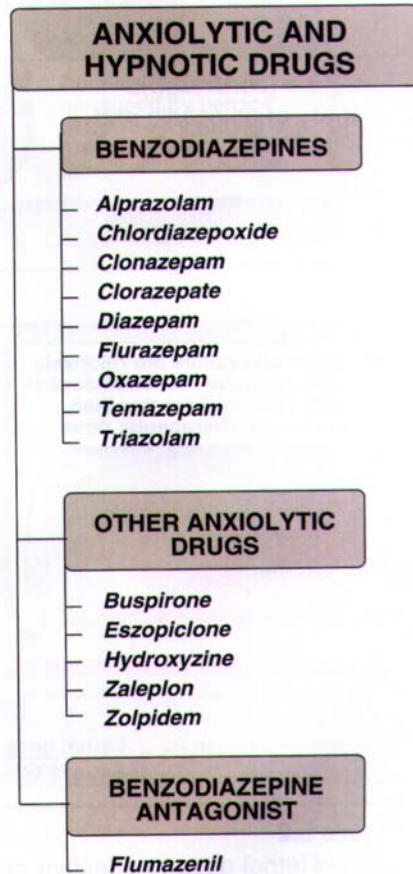 ANXIOLYTIC AND
HYPNOTIC DRUGS
BENZODIAZEPINES
Alprazolam
Chlordiazepoxide
Clonazepam
Clorazepate
Diazepam
Flurazepam
Oxazepam
Temazepam
Triazolam
OTHER ANXIOLYTIC
DRUGS
Buspirone
Eszopiclone
Hydroxyzine
Zaleplon
Zolpidem
BENZODIAZEPINE
ANTAGONIST
Flumazenil